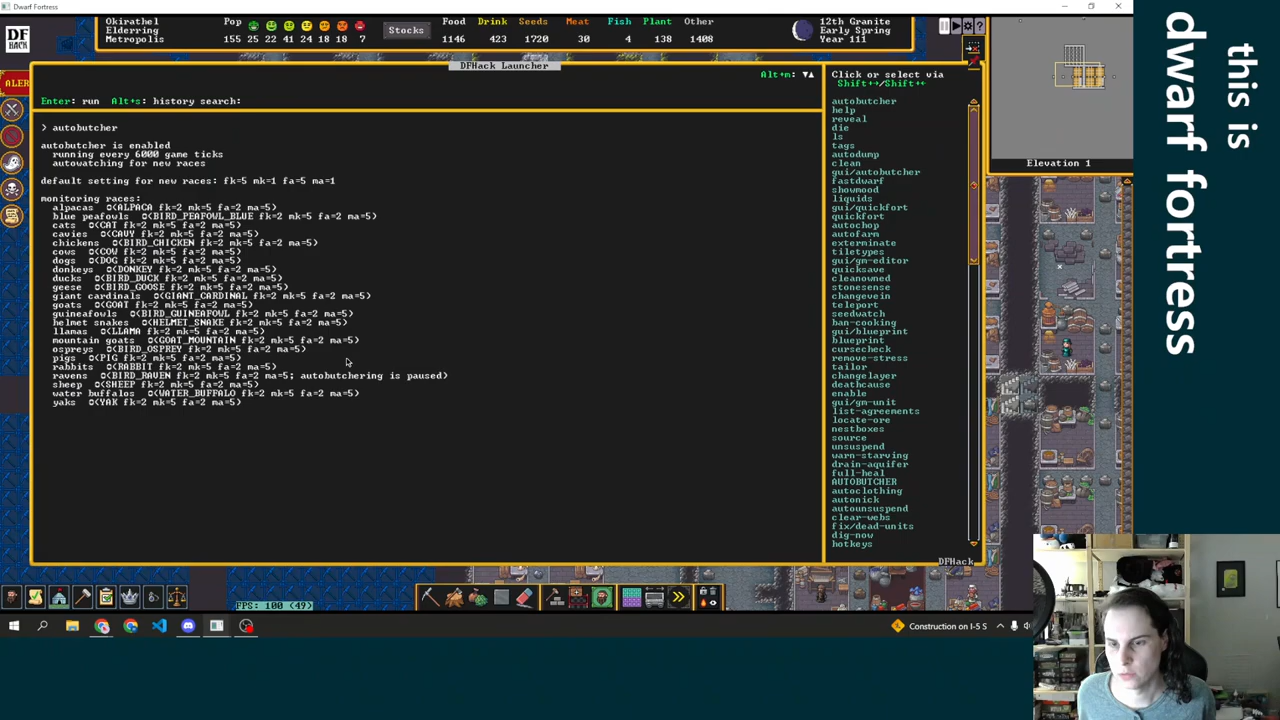 Dwarf Fortress
DF
HACK
Okirathel
Elderring
Metropolis
Pop
155 25 22 41 24 18 18 7
Stocks
Food Drink Seeds Meat Fish Plant Other
1146 423 1720 30 4 138 1408
12th Granite
Early Spring
Year 111
ALER
DFHack Launcher
Alt+m:
Enter: run Alt+s: history search:
> autobutcher
autobutcher is enabled
running every 6000 game ticks
autowatching for new races
default setting for new races: fk=5 mk=1 fa=5 ma=1
monitoring races:
alpacas (ALPACA fk=2 mk=5 fa=2 ma=5)
blue peafowls (BIRD_PEAFOWL_BLUE fk=2 mk=5 fa=2 ma=5)
cats (CAT fk=2 mk=5 fa=2 ma=5)
cavies (CAVY fk=2 mk=5 fa=2 ma=5)
chickens (BIRD_CHICKEN fk=2 mk=5 fa=2 ma=5)
cows (COW fk=2 mk=5 fa=2 ma=5)
dogs (DOG fk=2 mk=5 fa=2 ma=5)
donkeys (DONKEY fk=2 mk=5 fa=2 ma=5)
ducks (BIRD_DUCK fk=2 mk=5 fa=2 ma=5)
geese (BIRD_GOOSE fk=2 mk=5 fa=2 ma=5)
giant cardinals (GIANT_CARDINAL fk=2 mk=5 fa=2 ma=5)
goats (GOAT fk=2 mk=5 fa=2 ma=5)
guineafowls (BIRD_GUINEAFOWL fk=2 mk=5 fa=2 ma=5)
helmet snakes (HELMET_SNAKE fk=2 mk=5 fa=2 ma=5)
llamas (LLAMA fk=2 mk=5 fa=2 ma=5)
mountain goats (GOAT_MOUNTAIN fk=2 mk=5 fa=2 ma=5)
ospreys (BIRD_OSPREY fk=2 mk=5 fa=2 ma=5)
pigs (PIG fk=2 mk=5 fa=2 ma=5)
rabbits (RABBIT fk=2 mk=5 fa=2 ma=5)
ravens (BIRD_RAVEN fk=2 mk=5 fa=2 ma=5; autobutchering is paused)
sheep (SHEEP fk=2 mk=5 fa=2 ma=5)
water buffalos (WATER_BUFFALO fk=2 mk=5 fa=2 ma=5)
yaks (YAK fk=2 mk=5 fa=2 ma=5)
Click or select via
Shift+/Shift+
autobutcher
help
reveal
die
ls
tags
autodump
clean
gui/autobutcher
fastdwarf
showmood
liquids
gui/quickfort
quickfort
autochop
autofarm
exterminate
tiletypes
gui/gm-editor
quicksave
cleanowned
stonesense
changevein
teleport
seedwatch
ban-cooking
gui/blueprint
blueprint
cursecheck
remove-stress
tailor
changelayer
deathcause
enable
gui/gm-unit
list-agreements
locate-ore
nestboxes
source
unsuspend
warn-starving
drain-aquifer
full-heal
AUTOBUTCHER
autoclothing
autonick
autounsuspend
clear-webs
fix/dead-units
dig-now
hotkeys
DFHack
Elevation 1
FPS: 100 (49)
Construction on I-5 S
this is
dwarf fortress